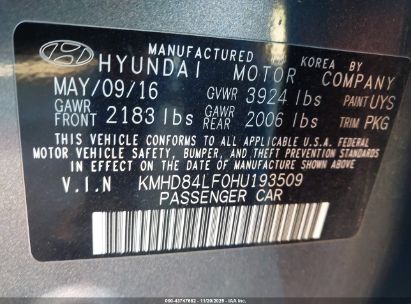 MANUFACTURED IN KOREA BY
HYUNDAI MOTOR COMPANY
MAY/09/16 GVWR 3924 lbs PAINT UYS
GAWR FRONT 2183 lbs GAWR REAR 2006 lbs TRIM PKG
THIS VEHICLE CONFORMS TO ALL APPLICABLE FEDERAL
MOTOR VEHICLE SAFETY, BUMPER, AND THEFT PREVENTION STANDARDS
IN EFFECT ON THE DATE OF MANUFACTURE SHOWN ABOVE.
V.I.N KMHD84LF0HU193509
PASSENGER CAR